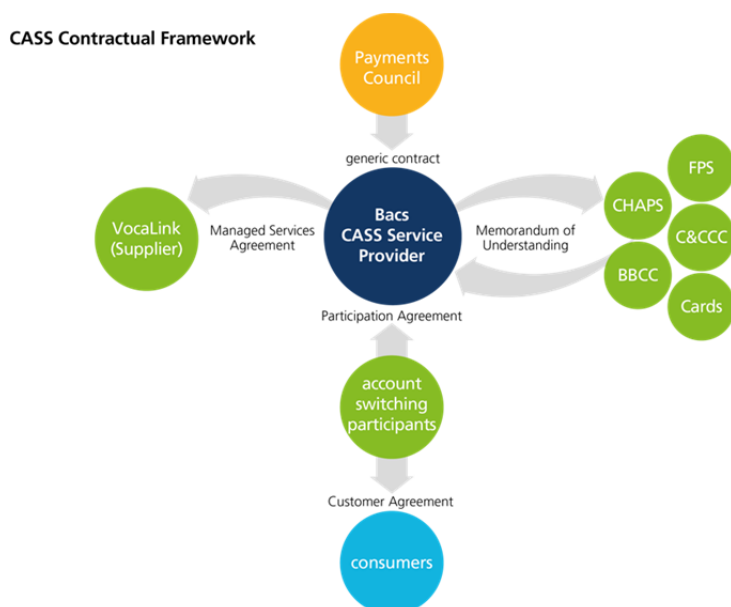 CASS Contractual Framework
Payments
Council
generic contract
Bacs
CASS Service
Provider
VocaLink
(Supplier)
Managed Services
Agreement
Memorandum of
Understanding
FPS
CHAPS
C&CCC
BBCC
Cards
Participation Agreement
account
switching
participants
Customer Agreement
consumers